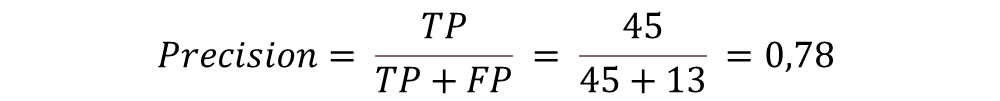 Precision = TP / TP + FP = 45 / 45 + 13 = 0,78